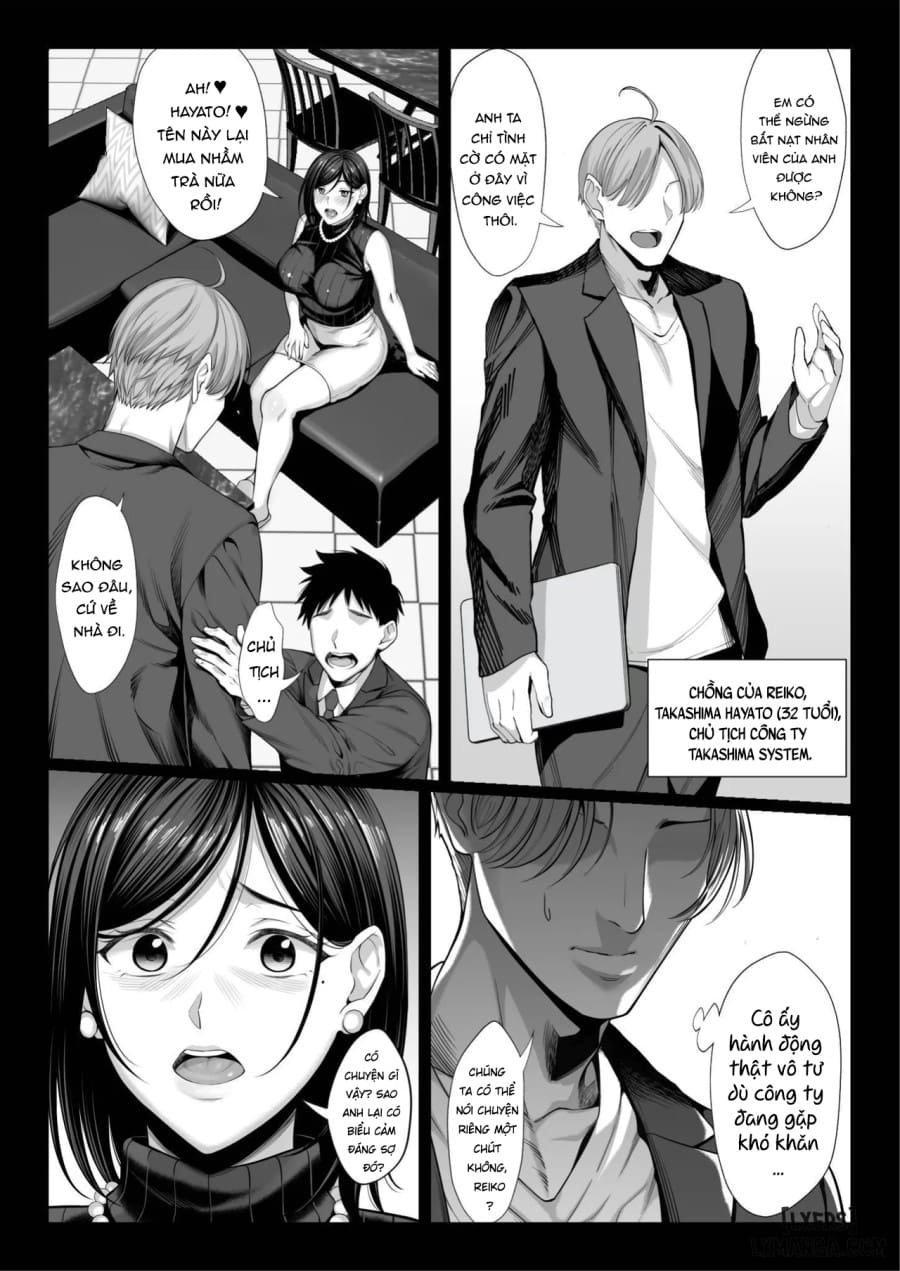 EM CÓ
THỂ NGỪNG
BẮT NẠT NHÂN
VIÊN CỦA ANH
ĐƯỢC
KHÔNG?
ANH TA
CHỈ TÌNH
CỜ CÓ MẶT
Ở ĐÂY VÌ
CÔNG VIỆC
THÔI.
CHỒNG CỦA REIKO,
TAKASHIMA HAYATO (32 TUỔI),
CHỦ TỊCH CÔNG TY
TAKASHIMA SYSTEM.
AH! ♥
HAYATO! ♥
TÊN NÀY LẠI
MUA NHẦM
TRÀ NỮA
RỒI!
CHỦ
TỊCH
...
KHÔNG
SAO ĐÂU,
CỨ VỀ
NHÀ ĐI.
Cô ấy
hành động
thật vô tư
dù công ty
đang gặp
khó khăn
...
CHÚNG
TA CÓ THỂ
NÓI CHUYỆN
RIÊNG MỘT
CHÚT
KHÔNG,
REIKO
?
CÓ
CHUYỆN GÌ
VẬY? SAO
ANH LẠI CÓ
BIỂU CẢM
ĐÁNG SỢ
ĐÓ?
[LXERS]
LXMANGA.COM